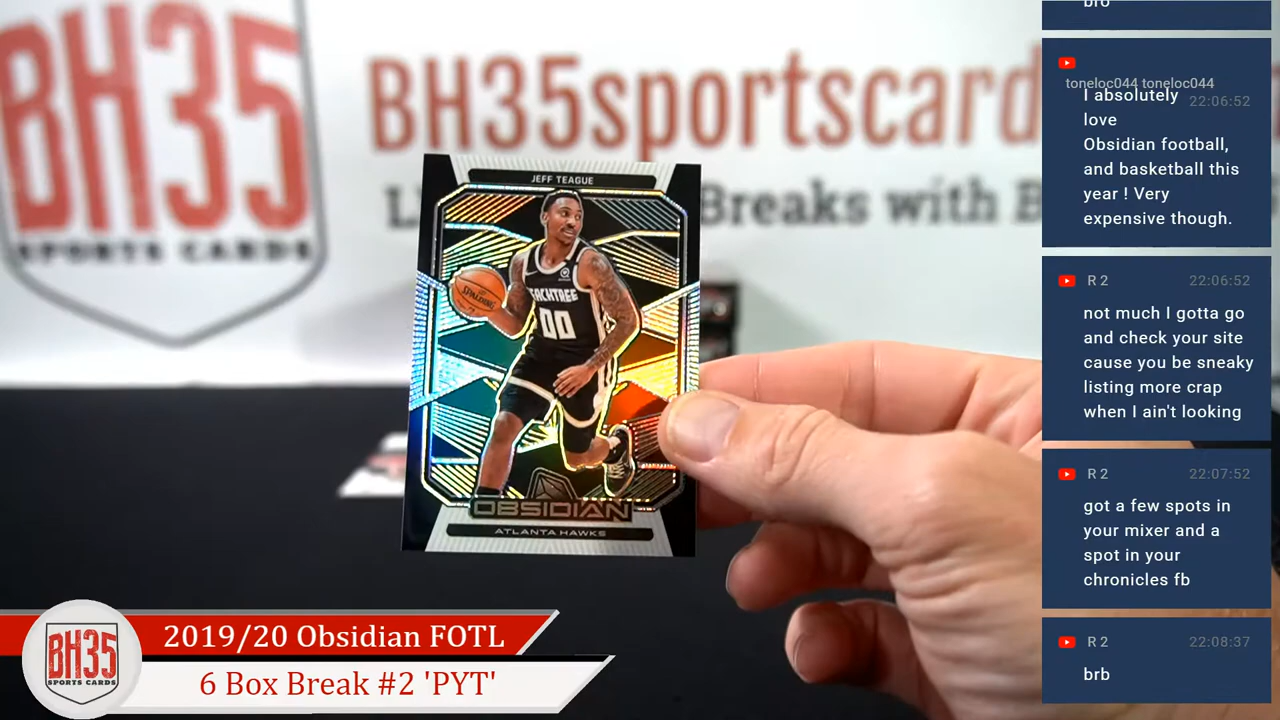 BH35
SPORTS CARDS
BH35sportscard
Breaks with B
JEFF TEAGUE
SPALDING
00
OBSIDIAN
ATLANTA HAWKS
BH35
SPORTS CARDS
2019/20 Obsidian FOTL
6 Box Break #2 'PYT'
bro
toneloc044 toneloc044
22:06:52
I absolutely
love
Obsidian football,
and basketball this
year ! Very
expensive though.
R 2
22:06:52
not much I gotta go
and check your site
cause you be sneaky
listing more crap
when I ain't looking
R 2
22:07:52
got a few spots in
your mixer and a
spot in your
chronicles fb
R 2
22:08:37
brb